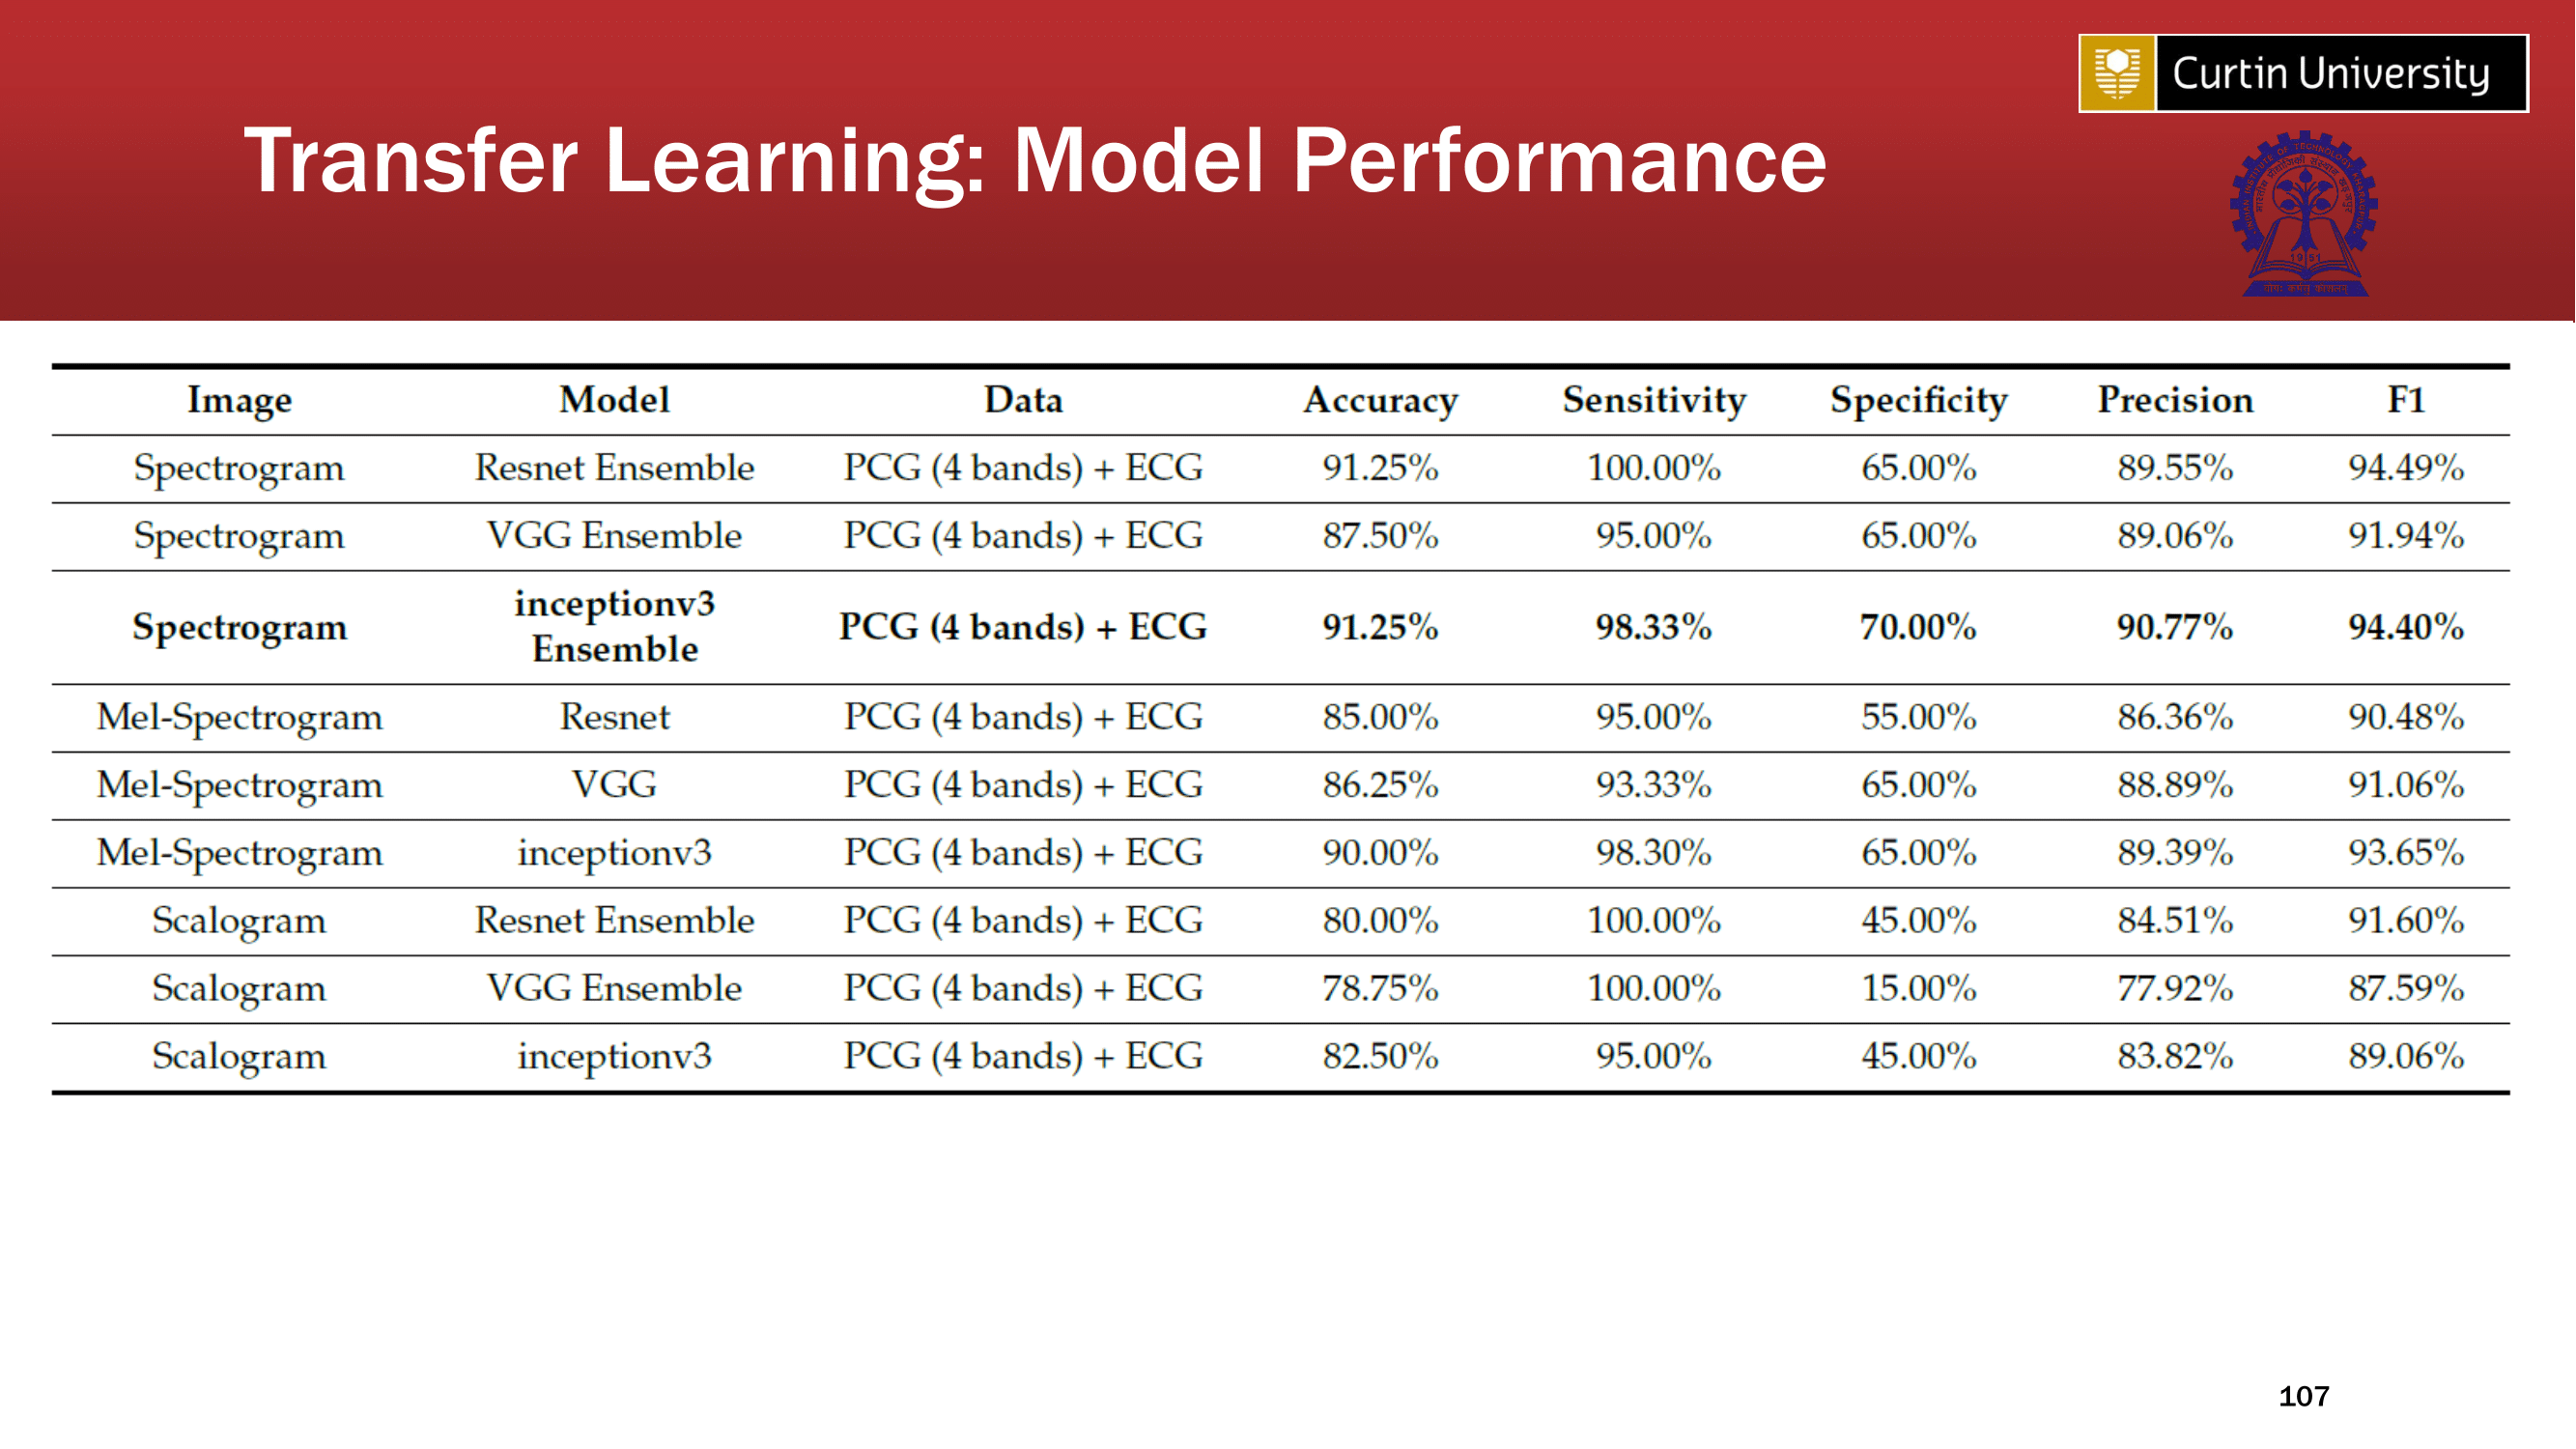 Curtin University
Transfer Learning: Model Performance
1951
Image Model Data Accuracy Sensitivity Specificity Precision F1
Spectrogram Resnet Ensemble PCG (4 bands) + ECG 91.25% 100.00% 65.00% 89.55% 94.49%
Spectrogram VGG Ensemble PCG (4 bands) + ECG 87.50% 95.00% 65.00% 89.06% 91.94%
Spectrogram inceptionv3 Ensemble PCG (4 bands) + ECG 91.25% 98.33% 70.00% 90.77% 94.40%
Mel-Spectrogram Resnet PCG (4 bands) + ECG 85.00% 95.00% 55.00% 86.36% 90.48%
Mel-Spectrogram VGG PCG (4 bands) + ECG 86.25% 93.33% 65.00% 88.89% 91.06%
Mel-Spectrogram inceptionv3 PCG (4 bands) + ECG 90.00% 98.30% 65.00% 89.39% 93.65%
Scalogram Resnet Ensemble PCG (4 bands) + ECG 80.00% 100.00% 45.00% 84.51% 91.60%
Scalogram VGG Ensemble PCG (4 bands) + ECG 78.75% 100.00% 15.00% 77.92% 87.59%
Scalogram inceptionv3 PCG (4 bands) + ECG 82.50% 95.00% 45.00% 83.82% 89.06%
107